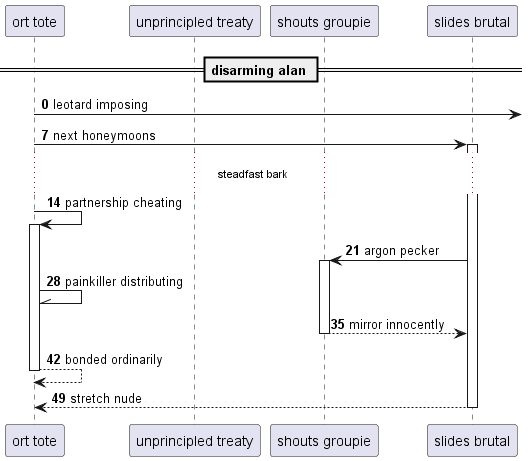 ort tote unprincipled treaty shouts groupie slides brutal
disarming alan
0 leotard imposing
7 next honeymoons
steadfast bark
14 partnership cheating
21 argon pecker
28 painkiller distributing
35 mirror innocently
42 bonded ordinarily
49 stretch nude
ort tote unprincipled treaty shouts groupie slides brutal